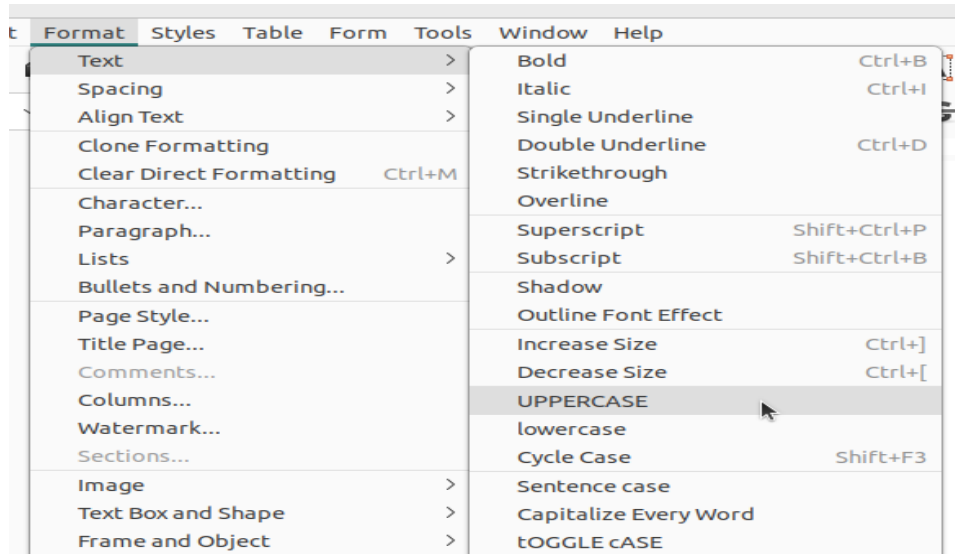 t Format Styles Table Form Tools Window Help
Text >
Spacing >
Align Text >
Clone Formatting
Clear Direct Formatting Ctrl+M
Character...
Paragraph...
Lists >
Bullets and Numbering...
Page Style...
Title Page...
Comments...
Columns...
Watermark...
Sections...
Image >
Text Box and Shape >
Frame and Object >
Bold Ctrl+B
Italic Ctrl+I
Single Underline
Double Underline Ctrl+D
Strikethrough
Overline
Superscript Shift+Ctrl+P
Subscript Shift+Ctrl+B
Shadow
Outline Font Effect
Increase Size Ctrl+]
Decrease Size Ctrl+[
UPPERCASE
lowercase
Cycle Case Shift+F3
Sentence case
Capitalize Every Word
tOGGLE cASE